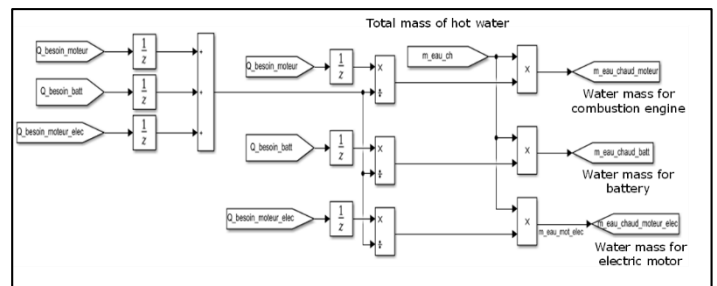 Total mass of hot water
Q_besoin_moteur
1
z
+
Q_besoin_batt
1
z
+
Q_besoin_moteur_elec
1
z
+
Q_besoin_moteur
1
z
×
÷
m_eau_ch
×
m_eau_chaud_moteur
Water mass for
combustion engine
Q_besoin_batt
1
z
×
÷
×
m_eau_chaud_batt
Water mass for
battery
Q_besoin_moteur_elec
1
z
×
÷
×
m_eau_mot_elec
m_eau_chaud_moteur_elec
Water mass for
electric motor